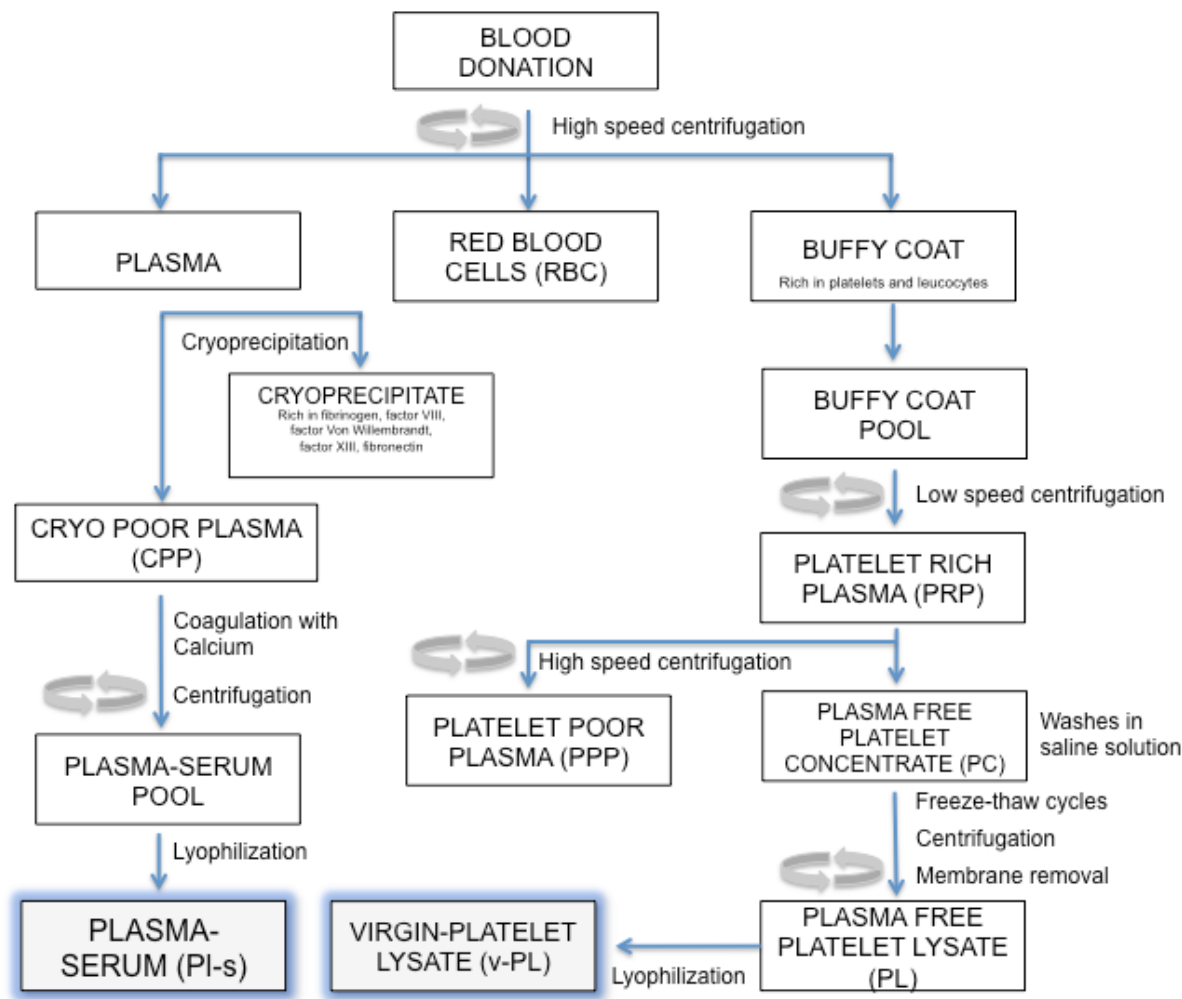 BLOOD
DONATION
High speed centrifugation
PLASMA
RED BLOOD
CELLS (RBC)
BUFFY COAT
Rich in platelets and leucocytes
Cryoprecipitation
CRYOPRECIPITATE
Rich in fibrinogen, factor VIII,
factor Von Willembrandt,
factor XIII, fibronectin
BUFFY COAT
POOL
Low speed centrifugation
CRYO POOR PLASMA
(CPP)
PLATELET RICH
PLASMA (PRP)
Coagulation with
Calcium
Centrifugation
High speed centrifugation
PLATELET POOR
PLASMA (PPP)
PLASMA FREE
PLATELET
CONCENTRATE (PC)
Washes in
saline solution
PLASMA-SERUM
POOL
Freeze-thaw cycles
Centrifugation
Membrane removal
Lyophilization
PLASMA-
SERUM (Pl-s)
VIRGIN-PLATELET
LYSATE (v-PL)
Lyophilization
PLASMA FREE
PLATELET LYSATE
(PL)